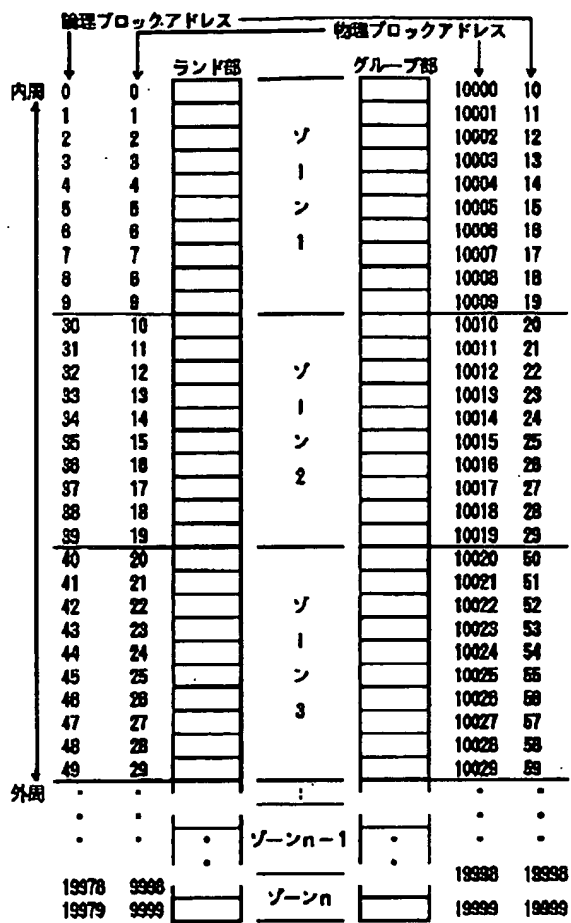 論理ブロックアドレス
物理ブロックアドレス
ランド部 グループ部
内周 0 0 10000 10
1 1 10001 11
2 2 ゾ 10002 12
3 3 ー 10003 13
4 4 ン 10004 14
5 5 1 10005 15
6 6 10006 16
7 7 10007 17
8 8 10008 18
9 9 10009 19
30 10 10010 20
31 11 10011 21
32 12 ゾ 10012 22
33 13 ー 10013 23
34 14 ン 10014 24
35 15 2 10015 25
36 16 10016 26
37 17 10017 27
38 18 10018 28
39 19 10019 29
40 20 10020 50
41 21 10021 51
42 22 ゾ 10022 52
43 23 ー 10023 53
44 24 ン 10024 54
45 25 3 10025 55
46 26 10026 56
47 27 10027 57
48 28 10028 58
49 29 10029 59
外周
ゾーンn-1
19978 9998 ゾーンn 19998 19998
19979 9999 19999 19999